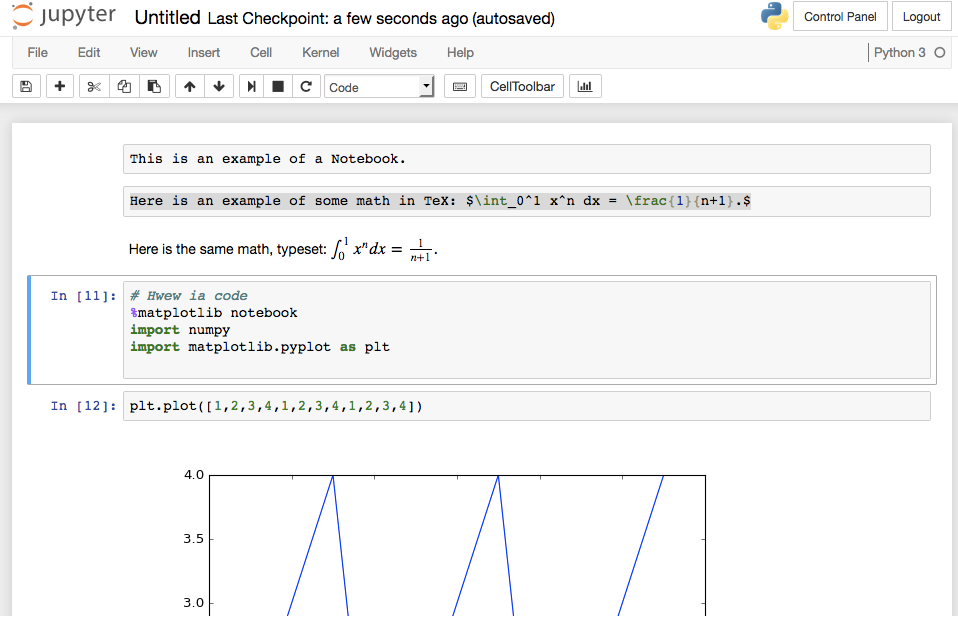 jupyter Untitled Last Checkpoint: a few seconds ago (autosaved) Control Panel Logout
File Edit View Insert Cell Kernel Widgets Help Python 3
Code CellToolbar
This is an example of a Notebook.
Here is an example of some math in TeX: $\int_0^1 x^n dx = \frac{1}{n+1}.$
Here is the same math, typeset: ∫₀¹ xⁿdx = 1/(n+1).
In [11]: # Hwew ia code
%matplotlib notebook
import numpy
import matplotlib.pyplot as plt
In [12]: plt.plot([1,2,3,4,1,2,3,4,1,2,3,4])
4.0
3.5
3.0